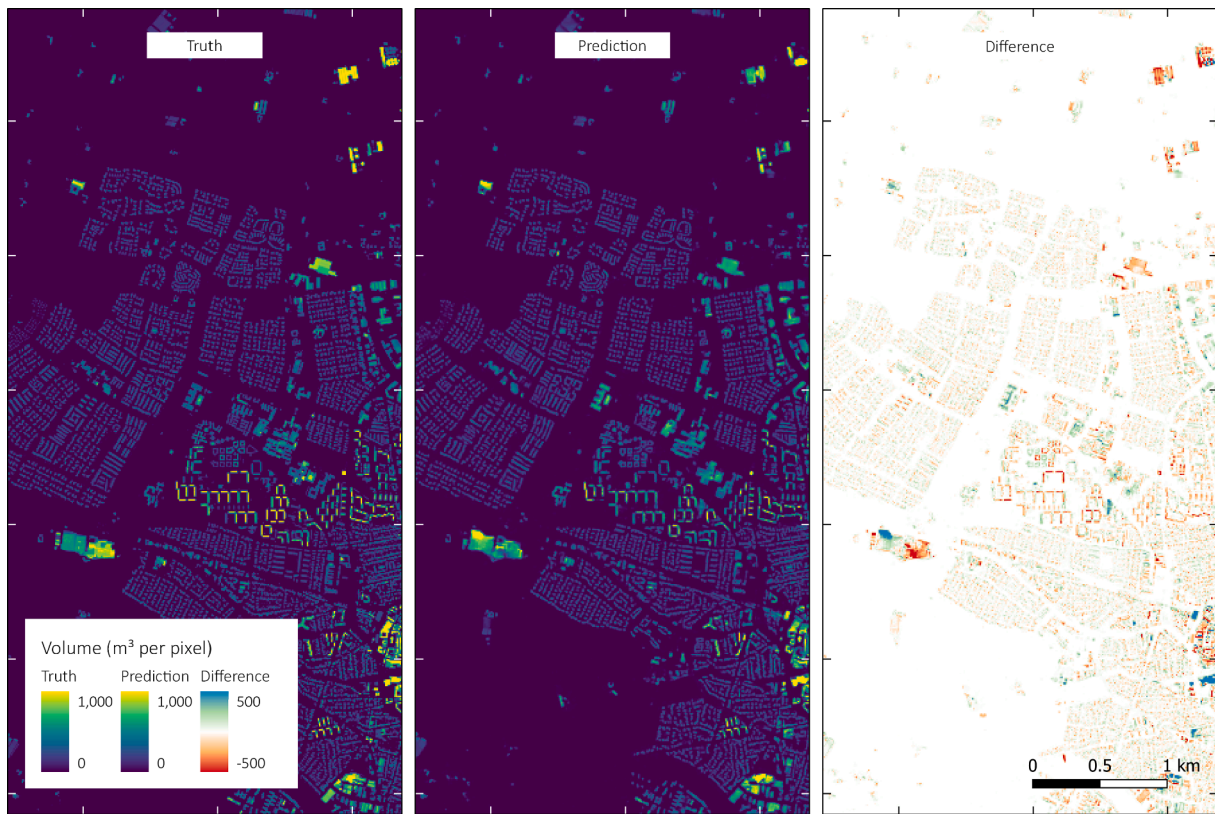 Truth
Prediction
Difference
Volume (m³ per pixel)
Truth Prediction Difference
1,000 1,000 500
0 0 -500
0 0.5 1 km